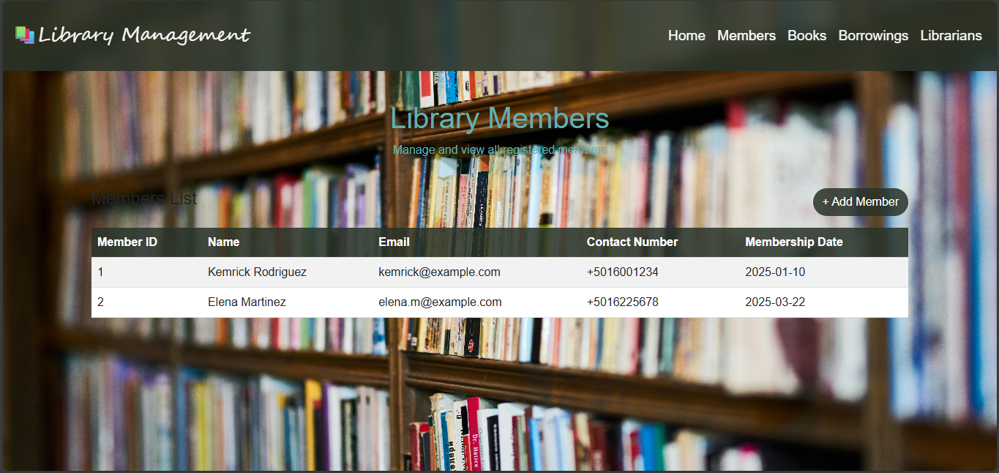 Library Management
Home Members Books Borrowings Librarians
Library Members
Manage and view all registered members
Members List
+ Add Member
Member ID Name Email Contact Number Membership Date
1 Kemrick Rodriguez kemrick@example.com +5016001234 2025-01-10
2 Elena Martinez elena.m@example.com +5016225678 2025-03-22
Dr. Hatice